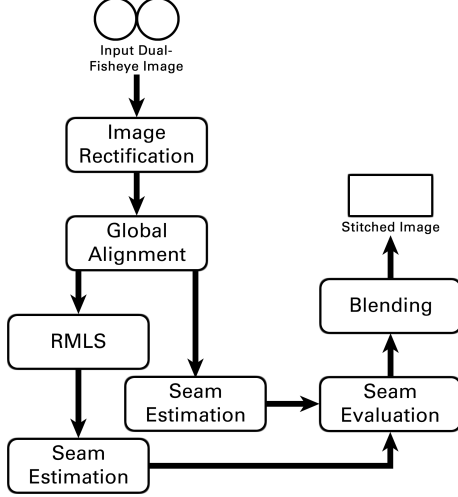 Input Dual-
Fisheye Image
Image
Rectification
Global
Alignment
RMLS
Seam
Estimation
Seam
Estimation
Seam
Evaluation
Blending
Stitched Image